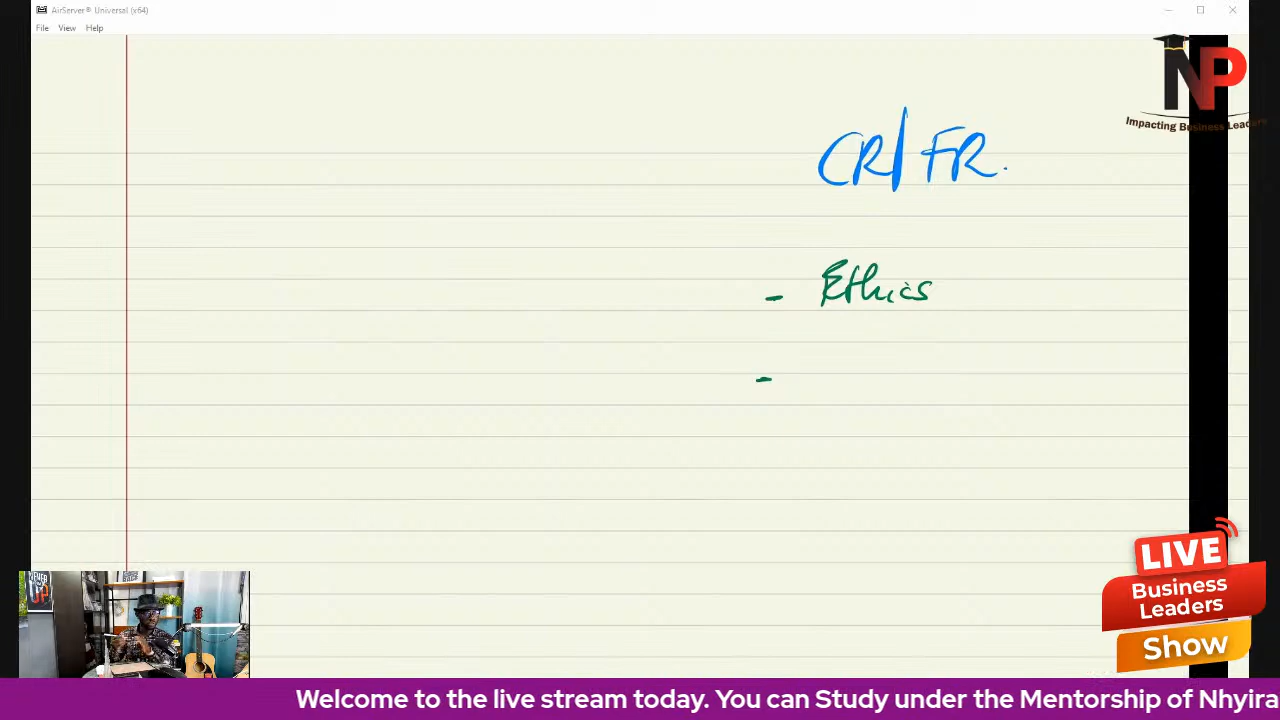 AirServer® Universal (x64)
File View Help
NP
Impacting Business Leaders
CR/FR.
- Ethics
-
LIVE
Business
Leaders
Show
Welcome to the live stream today. You can Study under the Mentorship of Nhyira